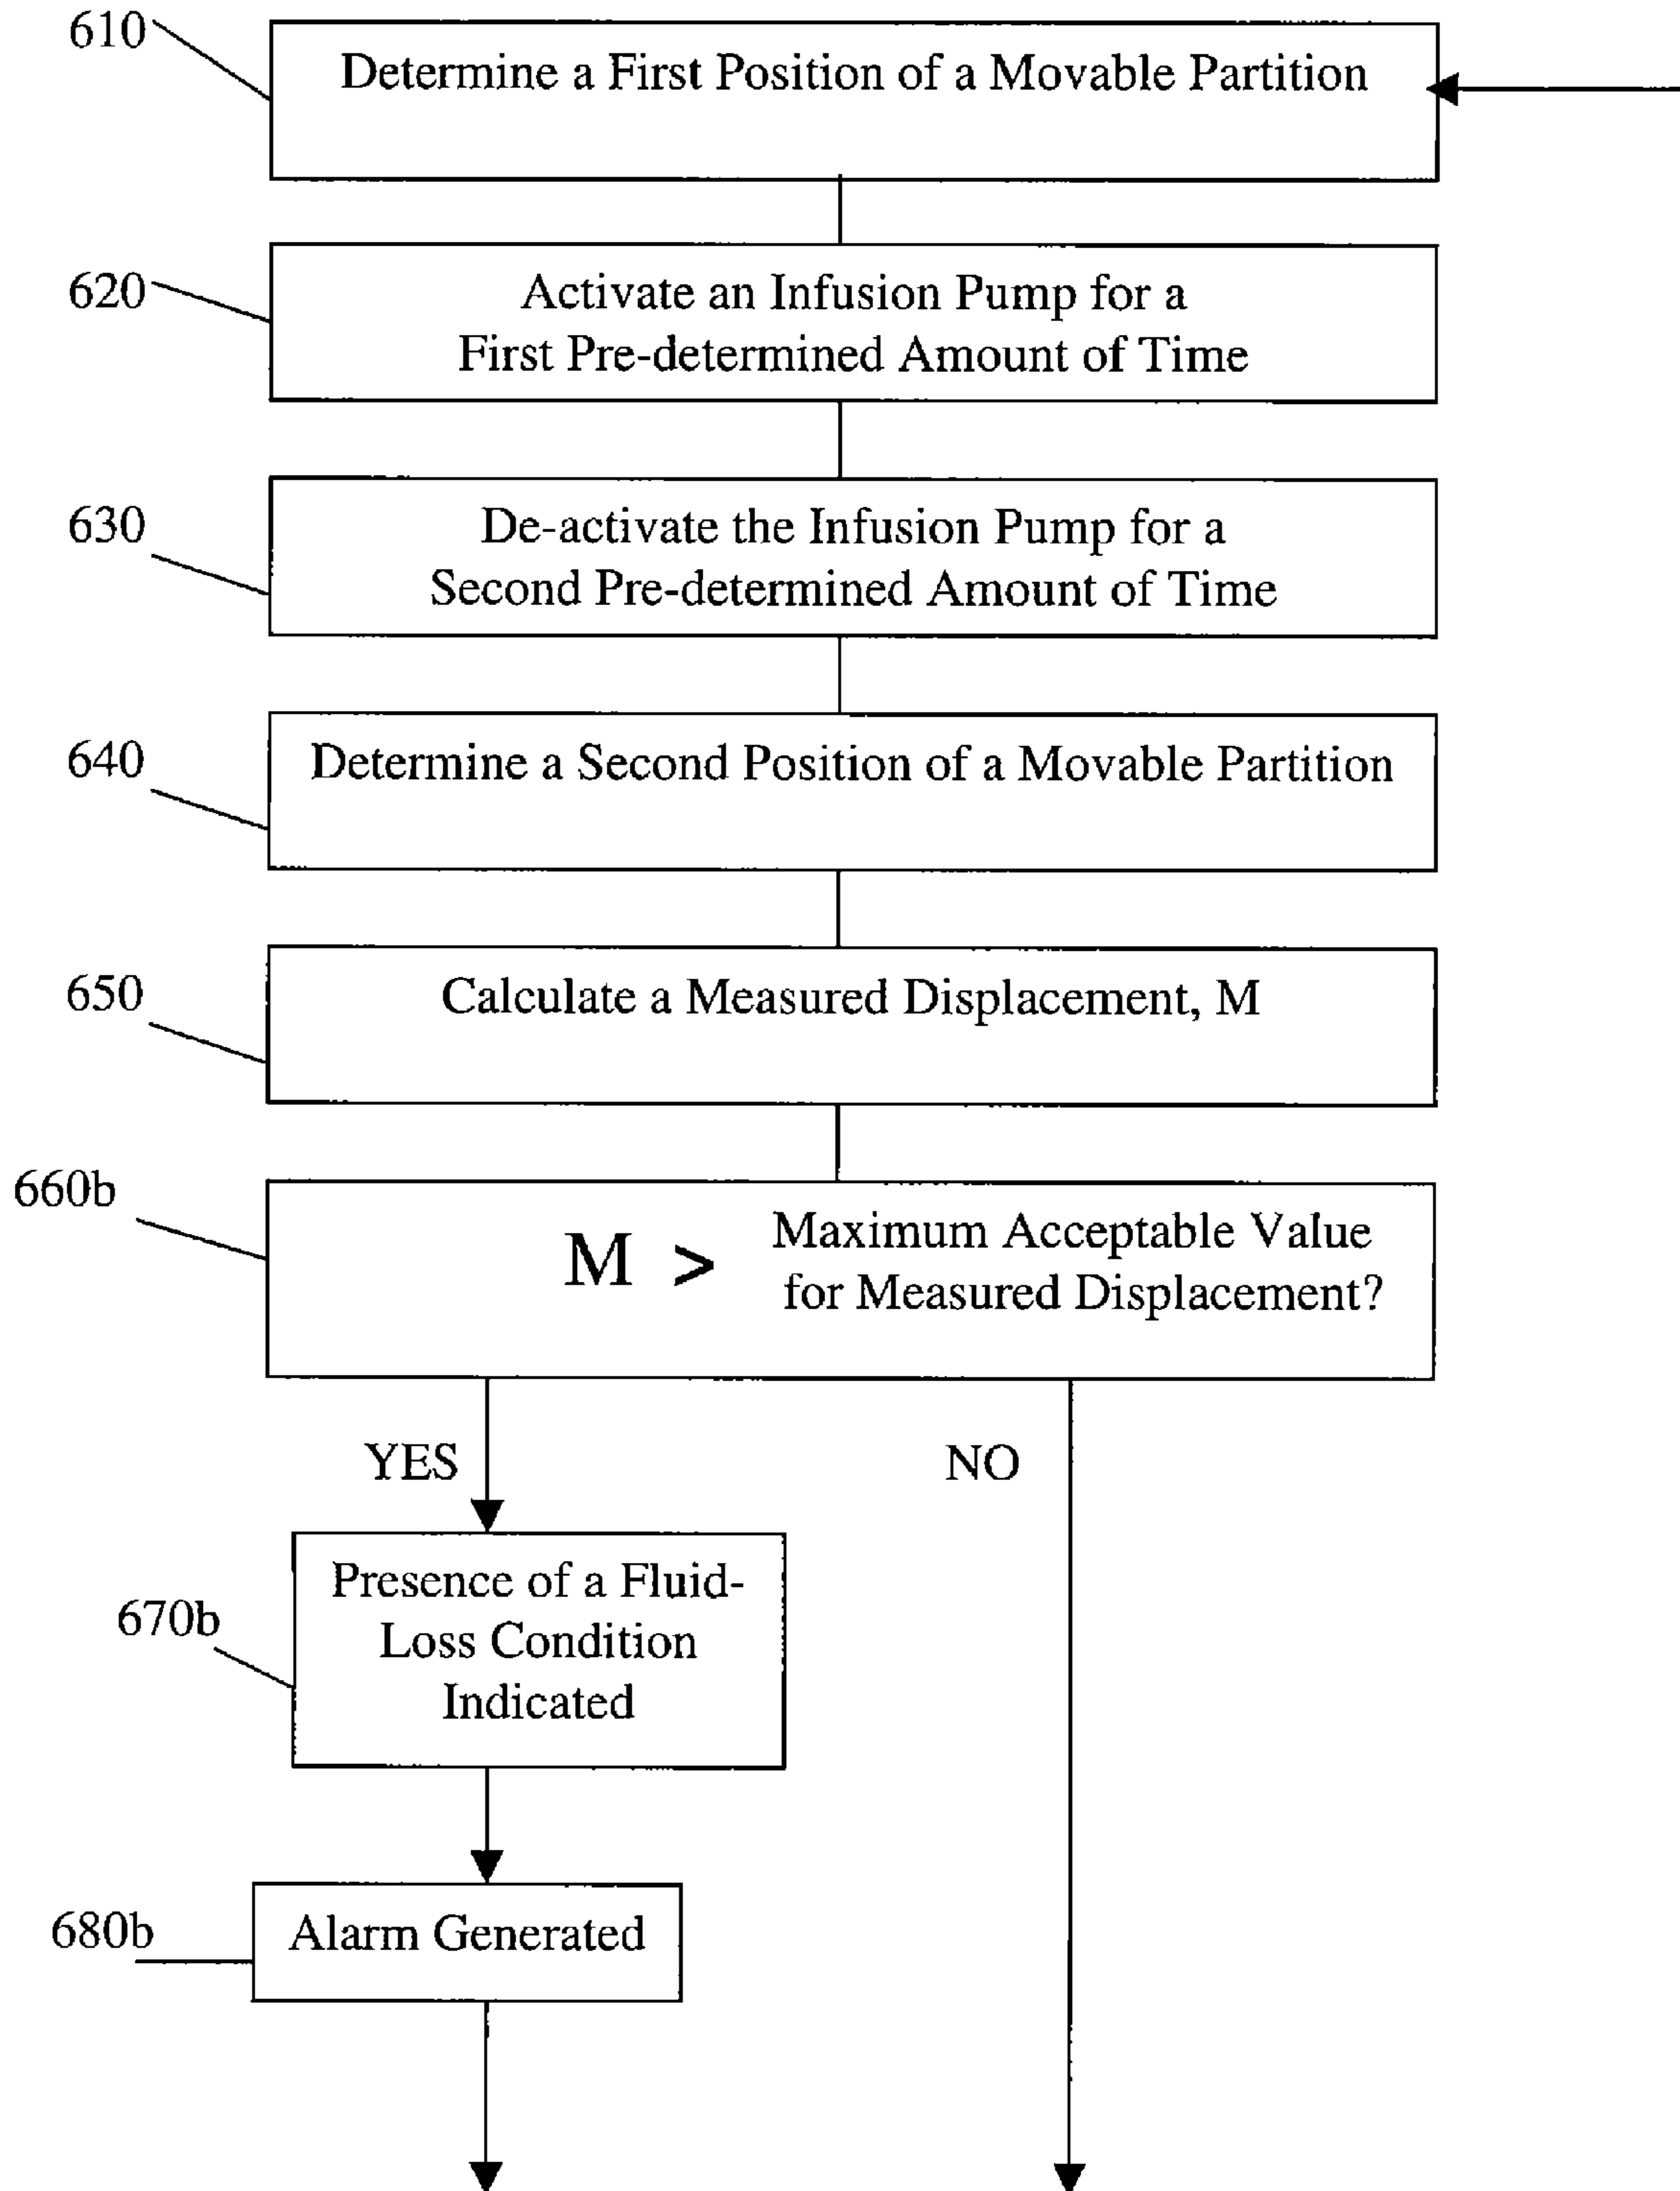 610
Determine a First Position of a Movable Partition
620
Activate an Infusion Pump for a
First Pre-determined Amount of Time
630
De-activate the Infusion Pump for a
Second Pre-determined Amount of Time
640
Determine a Second Position of a Movable Partition
650
Calculate a Measured Displacement, M
660b
M > Maximum Acceptable Value
for Measured Displacement?
YES
NO
670b
Presence of a Fluid-
Loss Condition
Indicated
680b
Alarm Generated